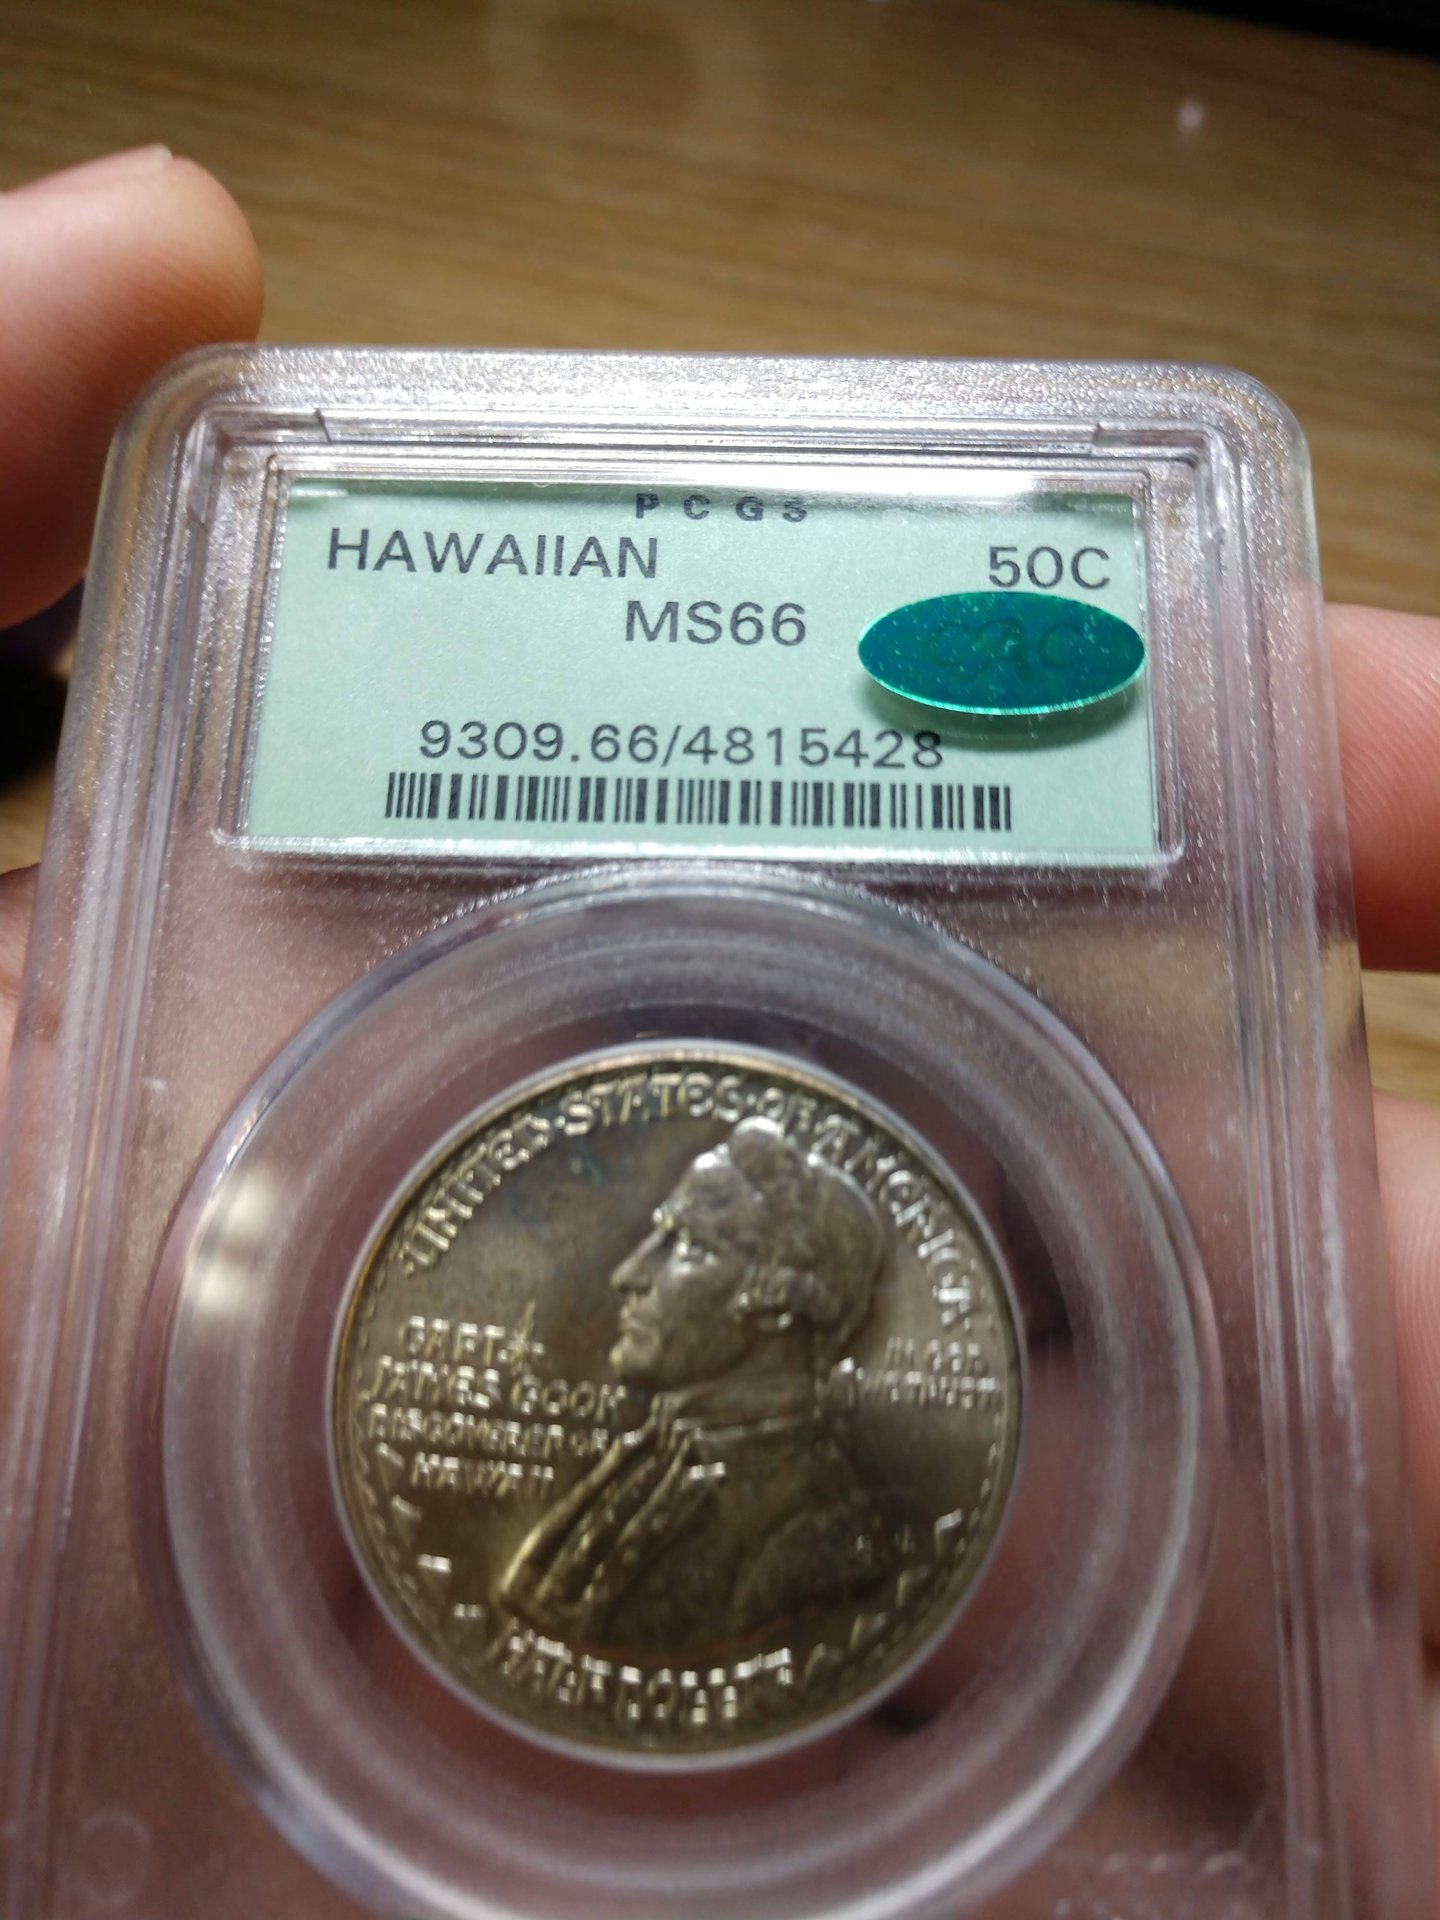 PCGS
HAWAIIAN 50C
MS66
CAC
9309.66/4815428
UNITED·STATES·OF·AMERICA
CAPT
JAMES COOK
DISCOVERER OF
HAWAII
IN GOD
WE TRUST
HALF DOLLAR